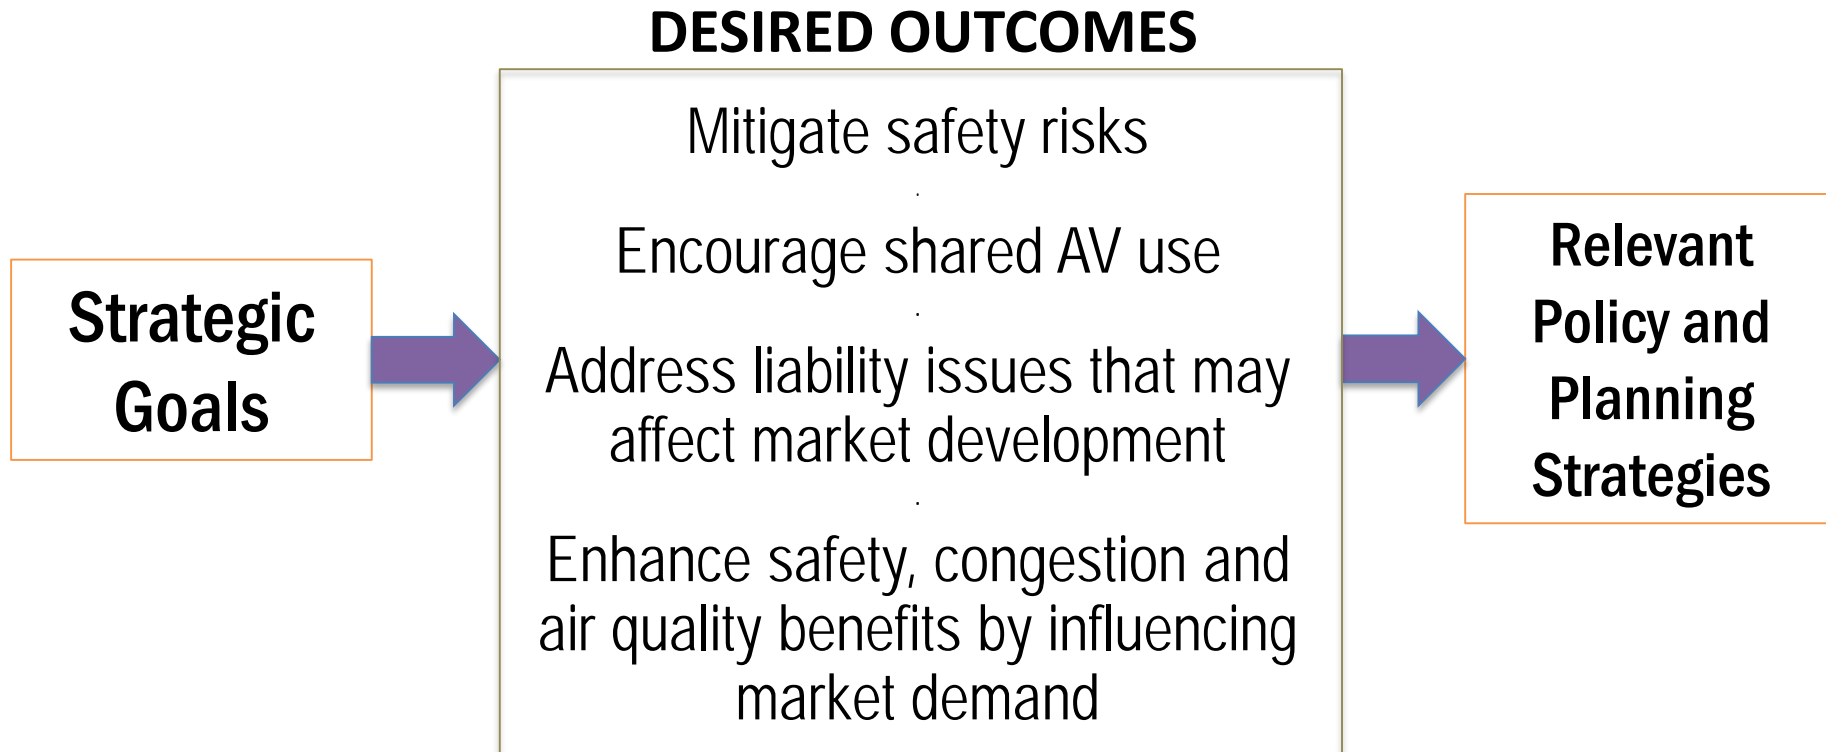 DESIRED OUTCOMES
Strategic
Goals
Mitigate safety risks
.
Encourage shared AV use
.
Address liability issues that may
affect market development
.
Enhance safety, congestion and
air quality benefits by influencing
market demand
Relevant
Policy and
Planning
Strategies